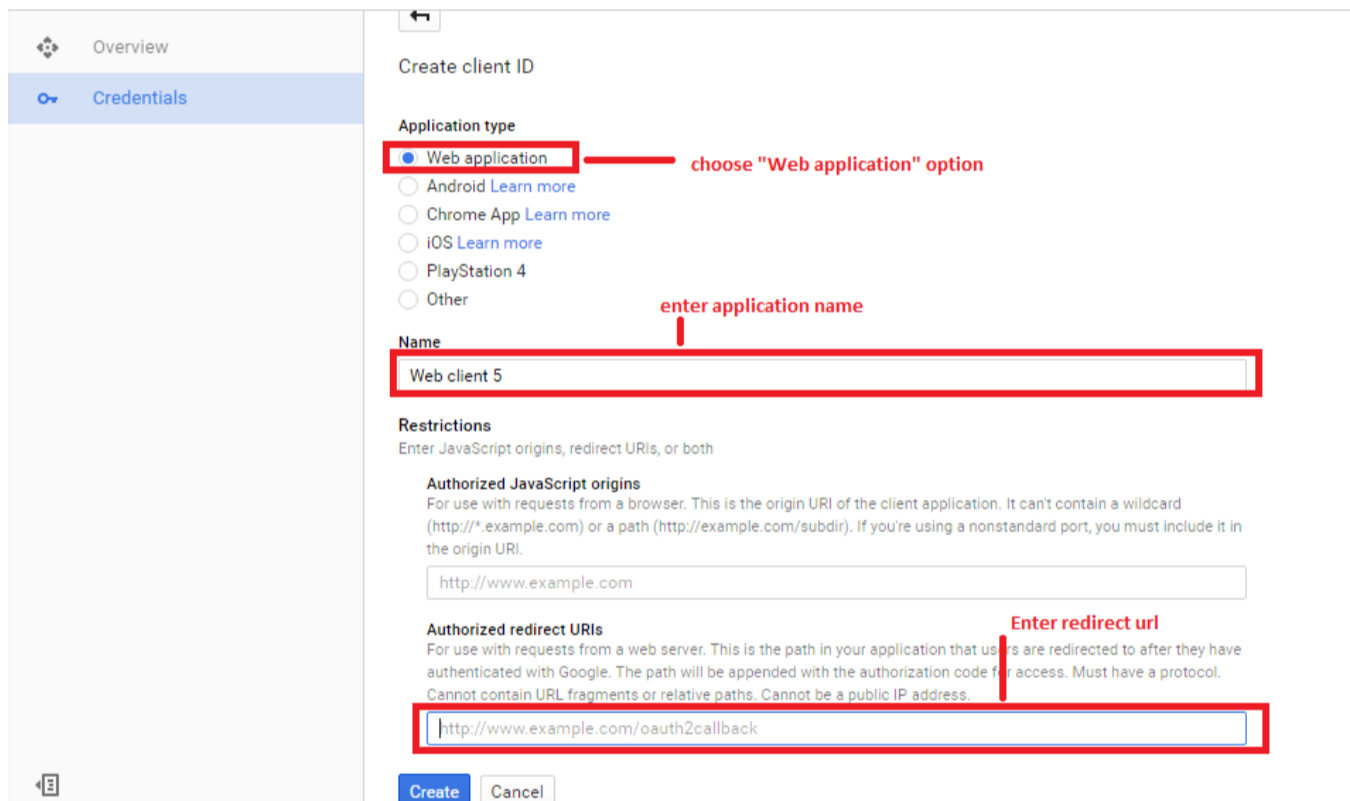 Overview
Credentials
Create client ID
Application type
Web application
choose "Web application" option
Android Learn more
Chrome App Learn more
iOS Learn more
PlayStation 4
Other
enter application name
Name
Web client 5
Restrictions
Enter JavaScript origins, redirect URIs, or both
Authorized JavaScript origins
For use with requests from a browser. This is the origin URI of the client application. It can't contain a wildcard
(http://*.example.com) or a path (http://example.com/subdir). If you're using a nonstandard port, you must include it in
the origin URI.
http://www.example.com
Enter redirect url
Authorized redirect URIs
For use with requests from a web server. This is the path in your application that users are redirected to after they have
authenticated with Google. The path will be appended with the authorization code for access. Must have a protocol.
Cannot contain URL fragments or relative paths. Cannot be a public IP address.
http://www.example.com/oauth2callback
Create
Cancel